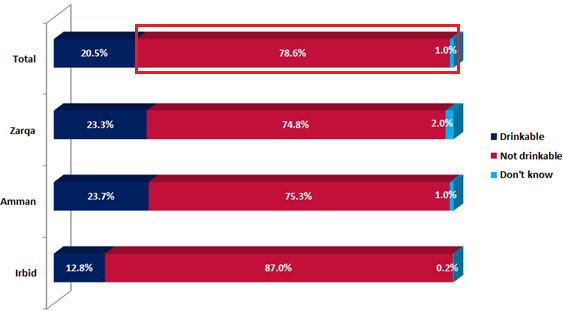 Total 20.5% 78.6% 1.0%
Zarqa 23.3% 74.8% 2.0%
Drinkable
Not drinkable
Don't know
Amman 23.7% 75.3% 1.0%
Irbid 12.8% 87.0% 0.2%